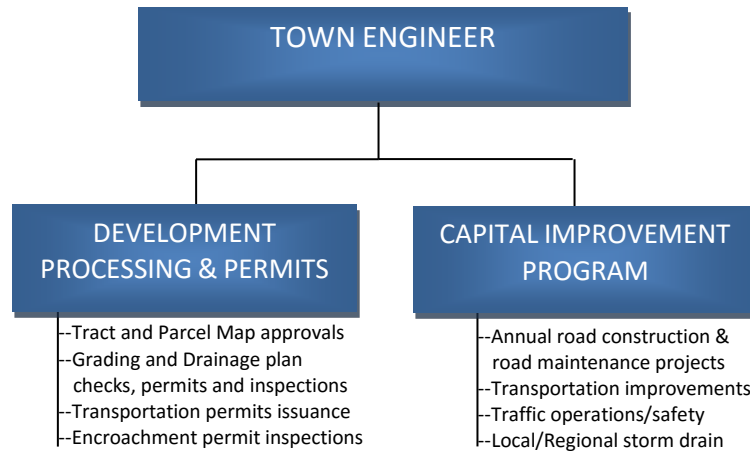 TOWN ENGINEER
DEVELOPMENT
PROCESSING & PERMITS
--Tract and Parcel Map approvals
--Grading and Drainage plan
checks, permits and inspections
--Transportation permits issuance
--Encroachment permit inspections
CAPITAL IMPROVEMENT
PROGRAM
--Annual road construction &
road maintenance projects
--Transportation improvements
--Traffic operations/safety
--Local/Regional storm drain